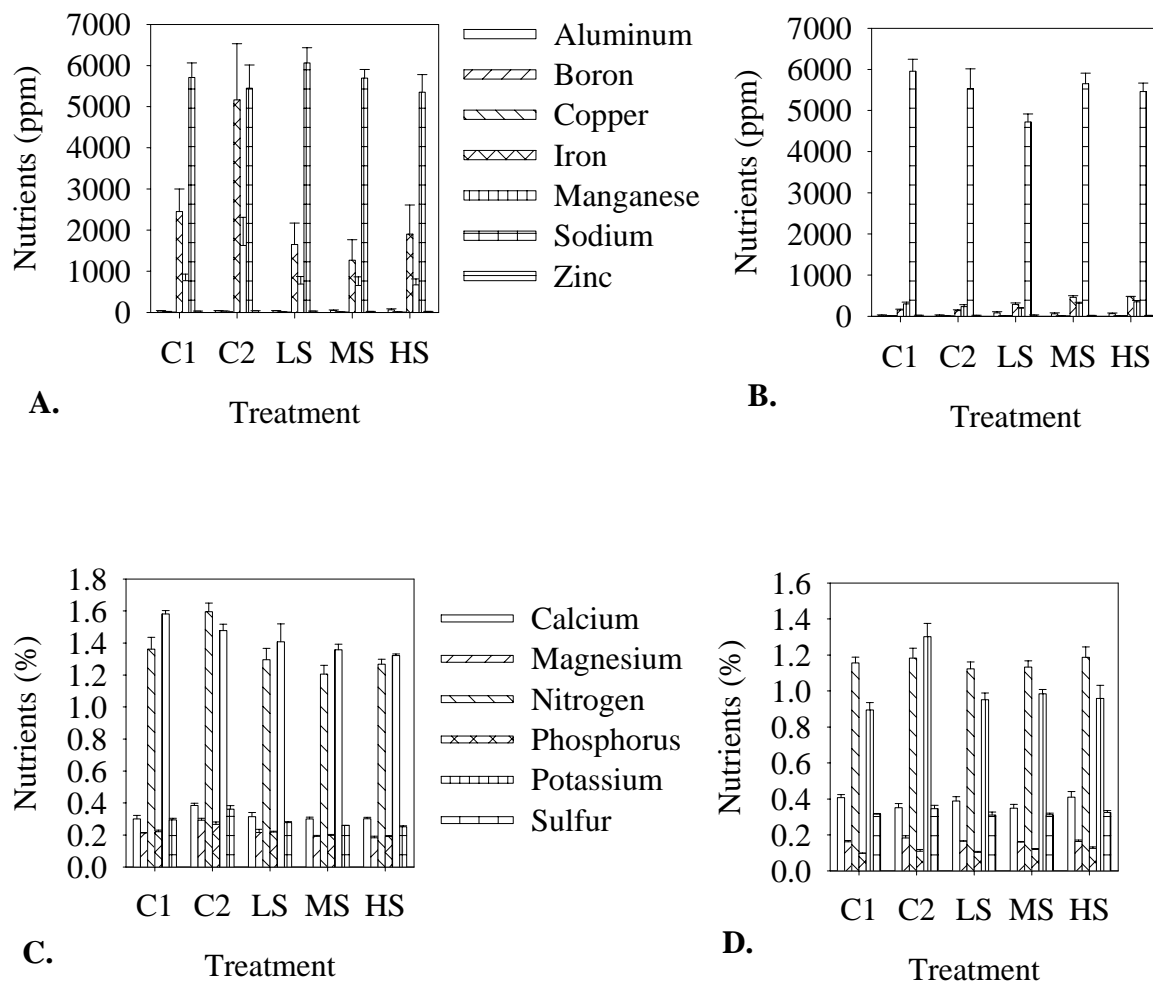 Nutrients (ppm)
7000
6000
5000
4000
3000
2000
1000
0
C1 C2 LS MS HS
A.
Treatment
Aluminum
Boron
Copper
Iron
Manganese
Sodium
Zinc
Nutrients (ppm)
7000
6000
5000
4000
3000
2000
1000
0
C1 C2 LS MS HS
B.
Treatment
Nutrients (%)
1.8
1.6
1.4
1.2
1.0
0.8
0.6
0.4
0.2
0.0
C1 C2 LS MS HS
C.
Treatment
Calcium
Magnesium
Nitrogen
Phosphorus
Potassium
Sulfur
Nutrients (%)
1.6
1.4
1.2
1.0
0.8
0.6
0.4
0.2
0.0
C1 C2 LS MS HS
D.
Treatment